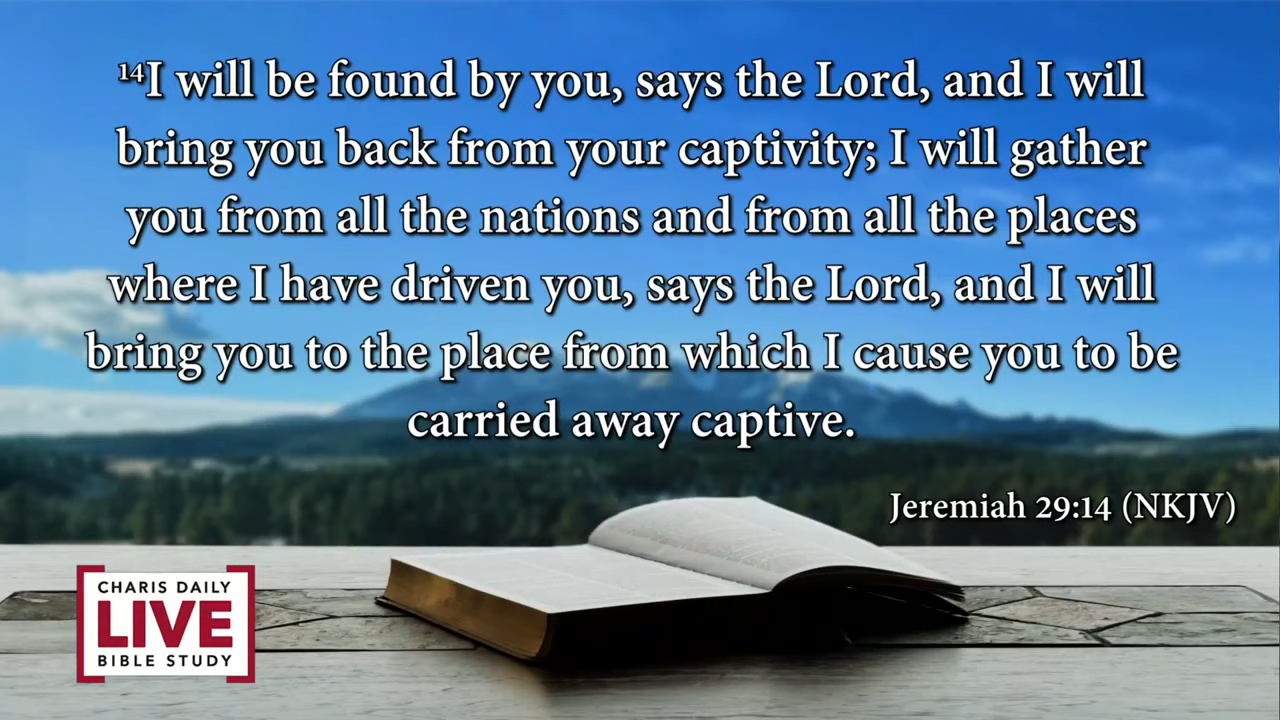 ¹⁴I will be found by you, says the Lord, and I will
bring you back from your captivity; I will gather
you from all the nations and from all the places
where I have driven you, says the Lord, and I will
bring you to the place from which I cause you to be
carried away captive.
Jeremiah 29:14 (NKJV)
CHARIS DAILY
LIVE
BIBLE STUDY